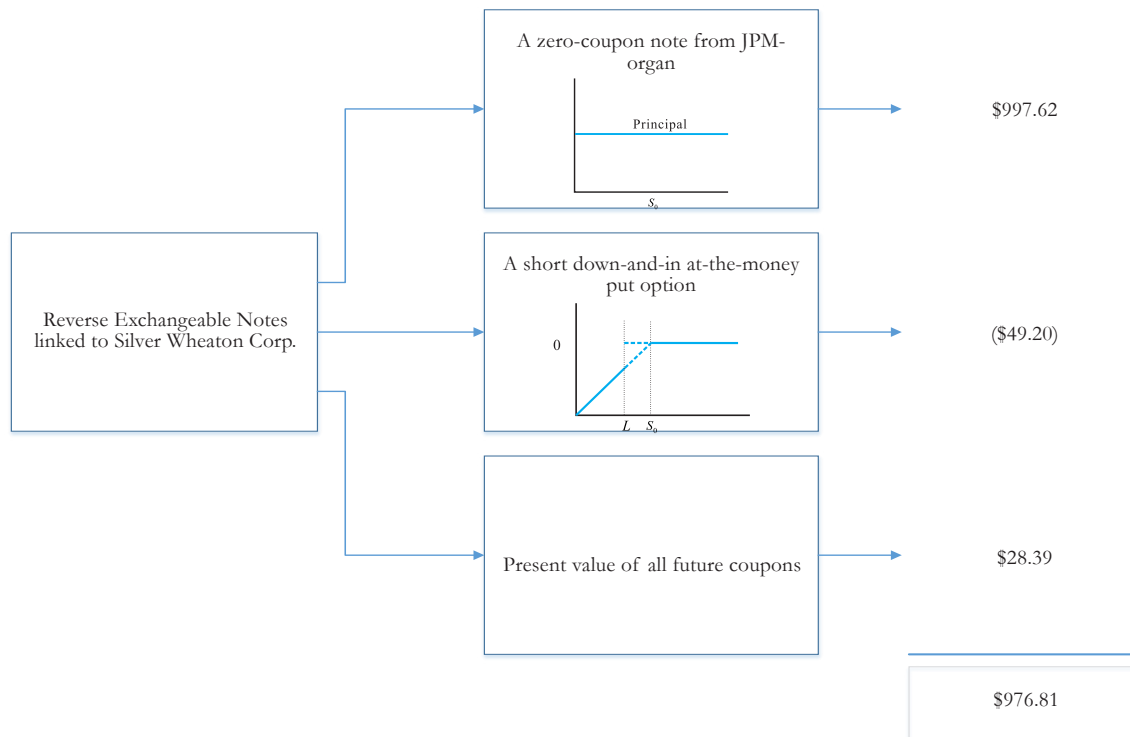 Reverse Exchangeable Notes
linked to Silver Wheaton Corp.
A zero-coupon note from JPM-
organ
Principal
S₀
$997.62
A short down-and-in at-the-money
put option
0
L S₀
($49.20)
Present value of all future coupons
$28.39
$976.81